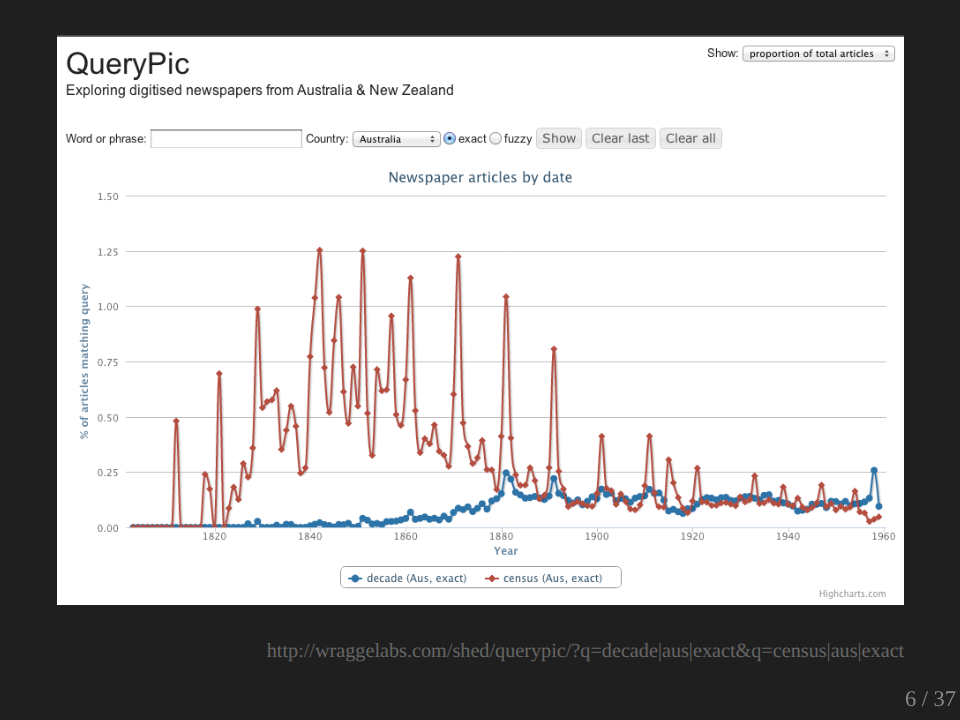 QueryPic
Show: proportion of total articles
Exploring digitised newspapers from Australia & New Zealand
Word or phrase: Country: Australia exact fuzzy Show Clear last Clear all
Newspaper articles by date
1.50
1.25
1.00
0.75
0.50
0.25
0.00
% of articles matching query
1820 1840 1860 1880 1900 1920 1940 1960
Year
decade (Aus, exact) census (Aus, exact)
Highcharts.com
http://wraggelabs.com/shed/querypic/?q=decade|aus|exact&q=census|aus|exact
6 / 37